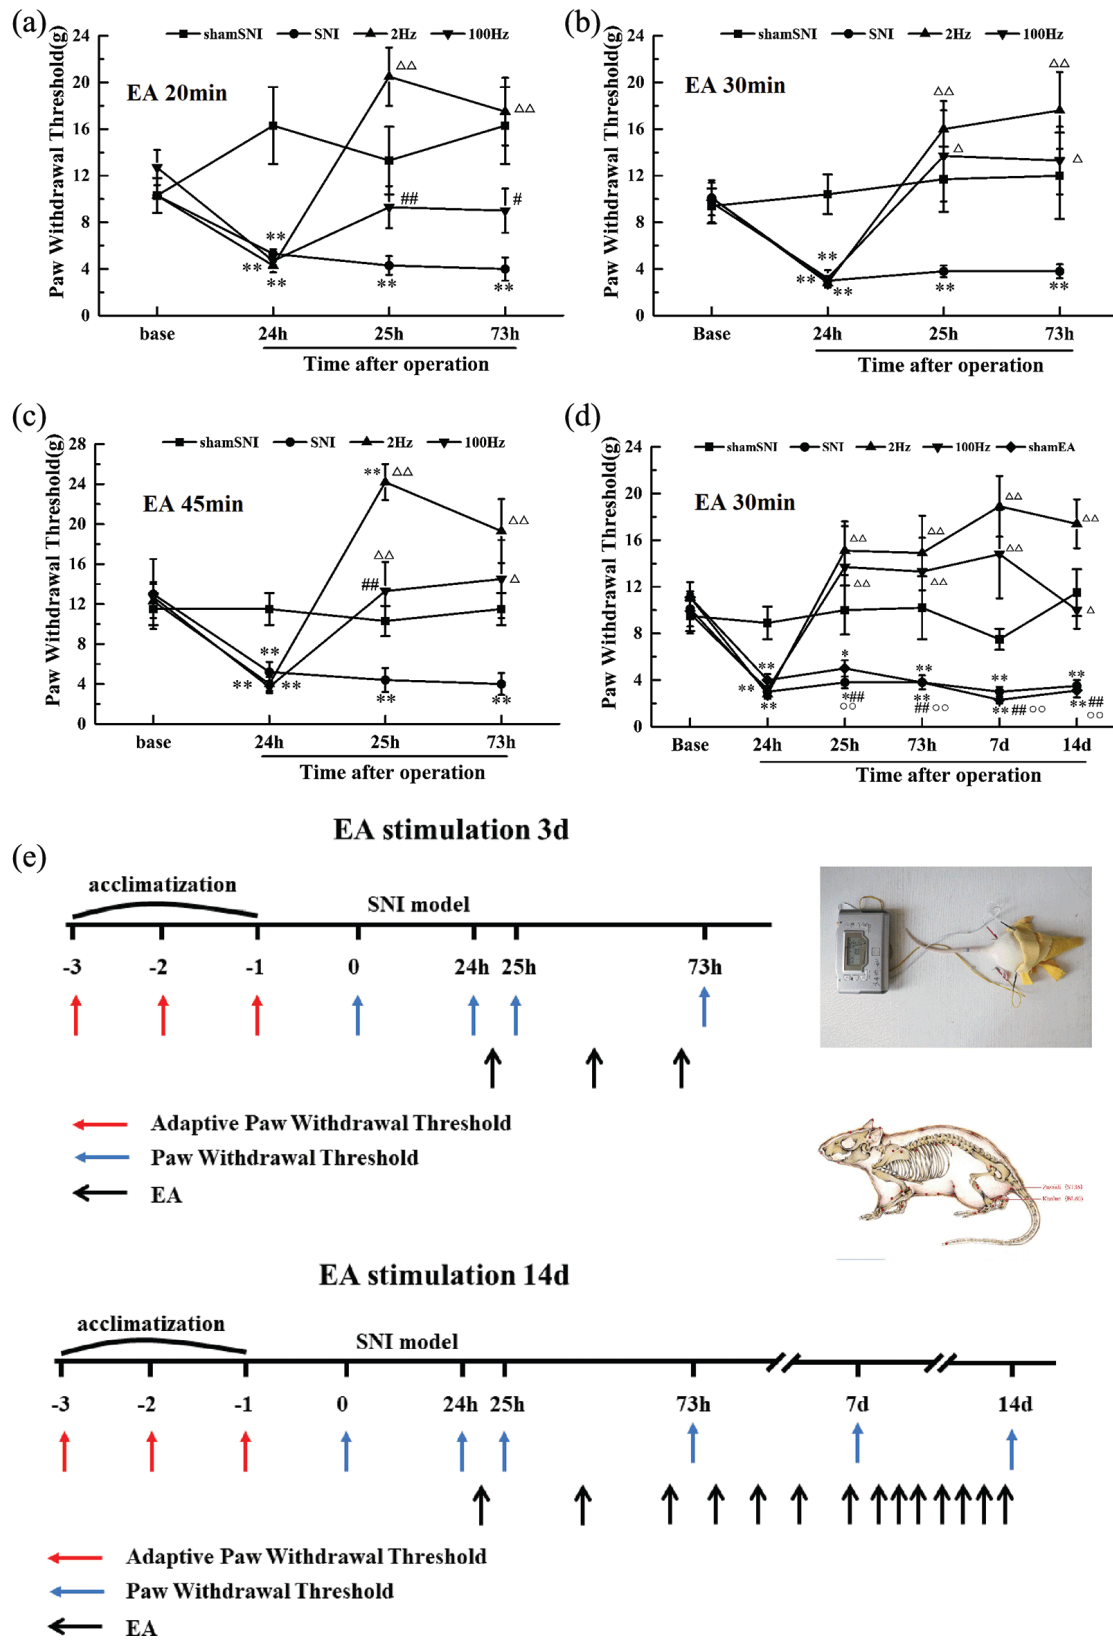 (a)
shamSNI SNI 2Hz 100Hz
EA 20min
Paw Withdrawal Threshold(g)
24
20
16
12
8
4
0
△△
△△
##
#
**
**
**
**
**
base 24h 25h 73h
Time after operation
(b)
shamSNI SNI 2Hz 100Hz
EA 30min
Paw Withdrawal Threshold(g)
24
20
16
12
8
4
0
△△
△△
△
△
**
**
**
**
**
Base 24h 25h 73h
Time after operation
(c)
shamSNI SNI 2Hz 100Hz
EA 45min
Paw Withdrawal Threshold(g)
28
24
20
16
12
8
4
0
** △△
△△
△△
##
△
**
** **
**
**
base 24h 25h 73h
Time after operation
(d)
shamSNI SNI 2Hz 100Hz shamEA
EA 30min
Paw Withdrawal Threshold(g)
24
20
16
12
8
4
0
△△
△△
△△
△△
△△
△△
△△
△
**
**
**
*
*##
○○
**
**
## ○○
**
** ## ○○
**
** ##
○○
Base 24h 25h 73h 7d 14d
Time after operation
(e)
EA stimulation 3d
acclimatization
SNI model
-3 -2 -1 0 24h 25h 73h
Adaptive Paw Withdrawal Threshold
Paw Withdrawal Threshold
EA
EA stimulation 14d
acclimatization
SNI model
-3 -2 -1 0 24h 25h 73h 7d 14d
Adaptive Paw Withdrawal Threshold
Paw Withdrawal Threshold
EA